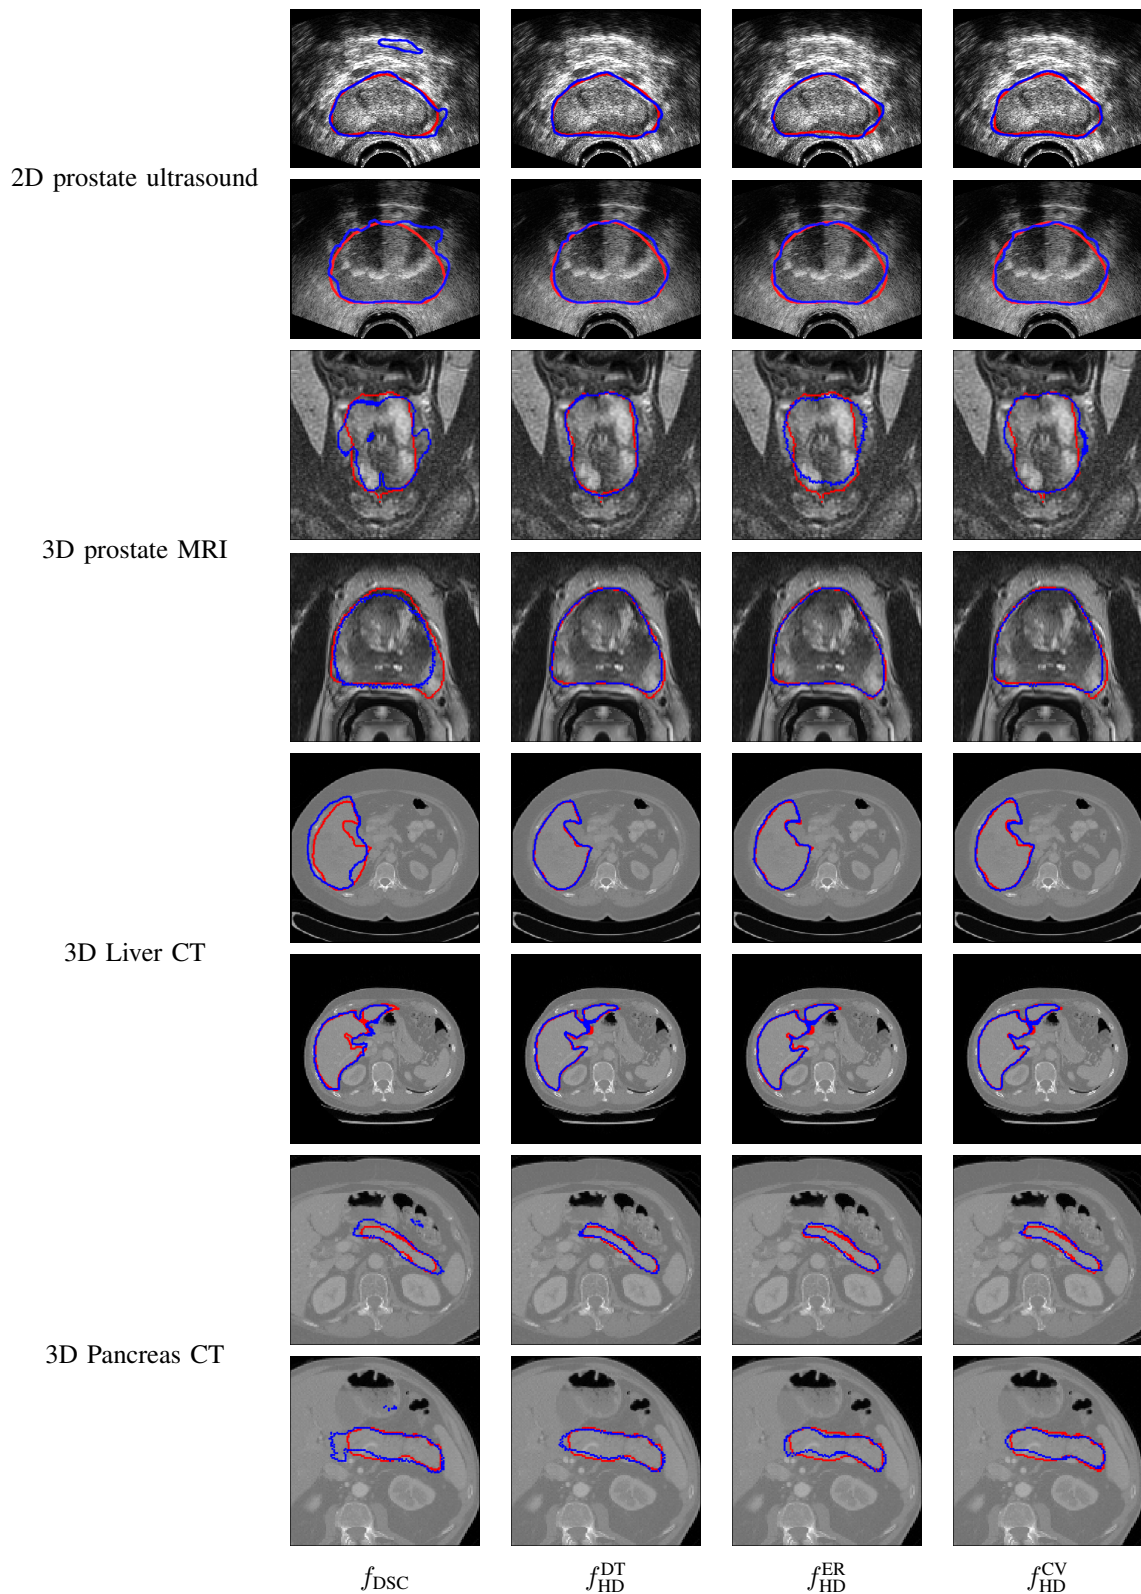 2D prostate ultrasound
3D prostate MRI
3D Liver CT
3D Pancreas CT
f_DSC f_HD^DT f_HD^ER f_HD^CV